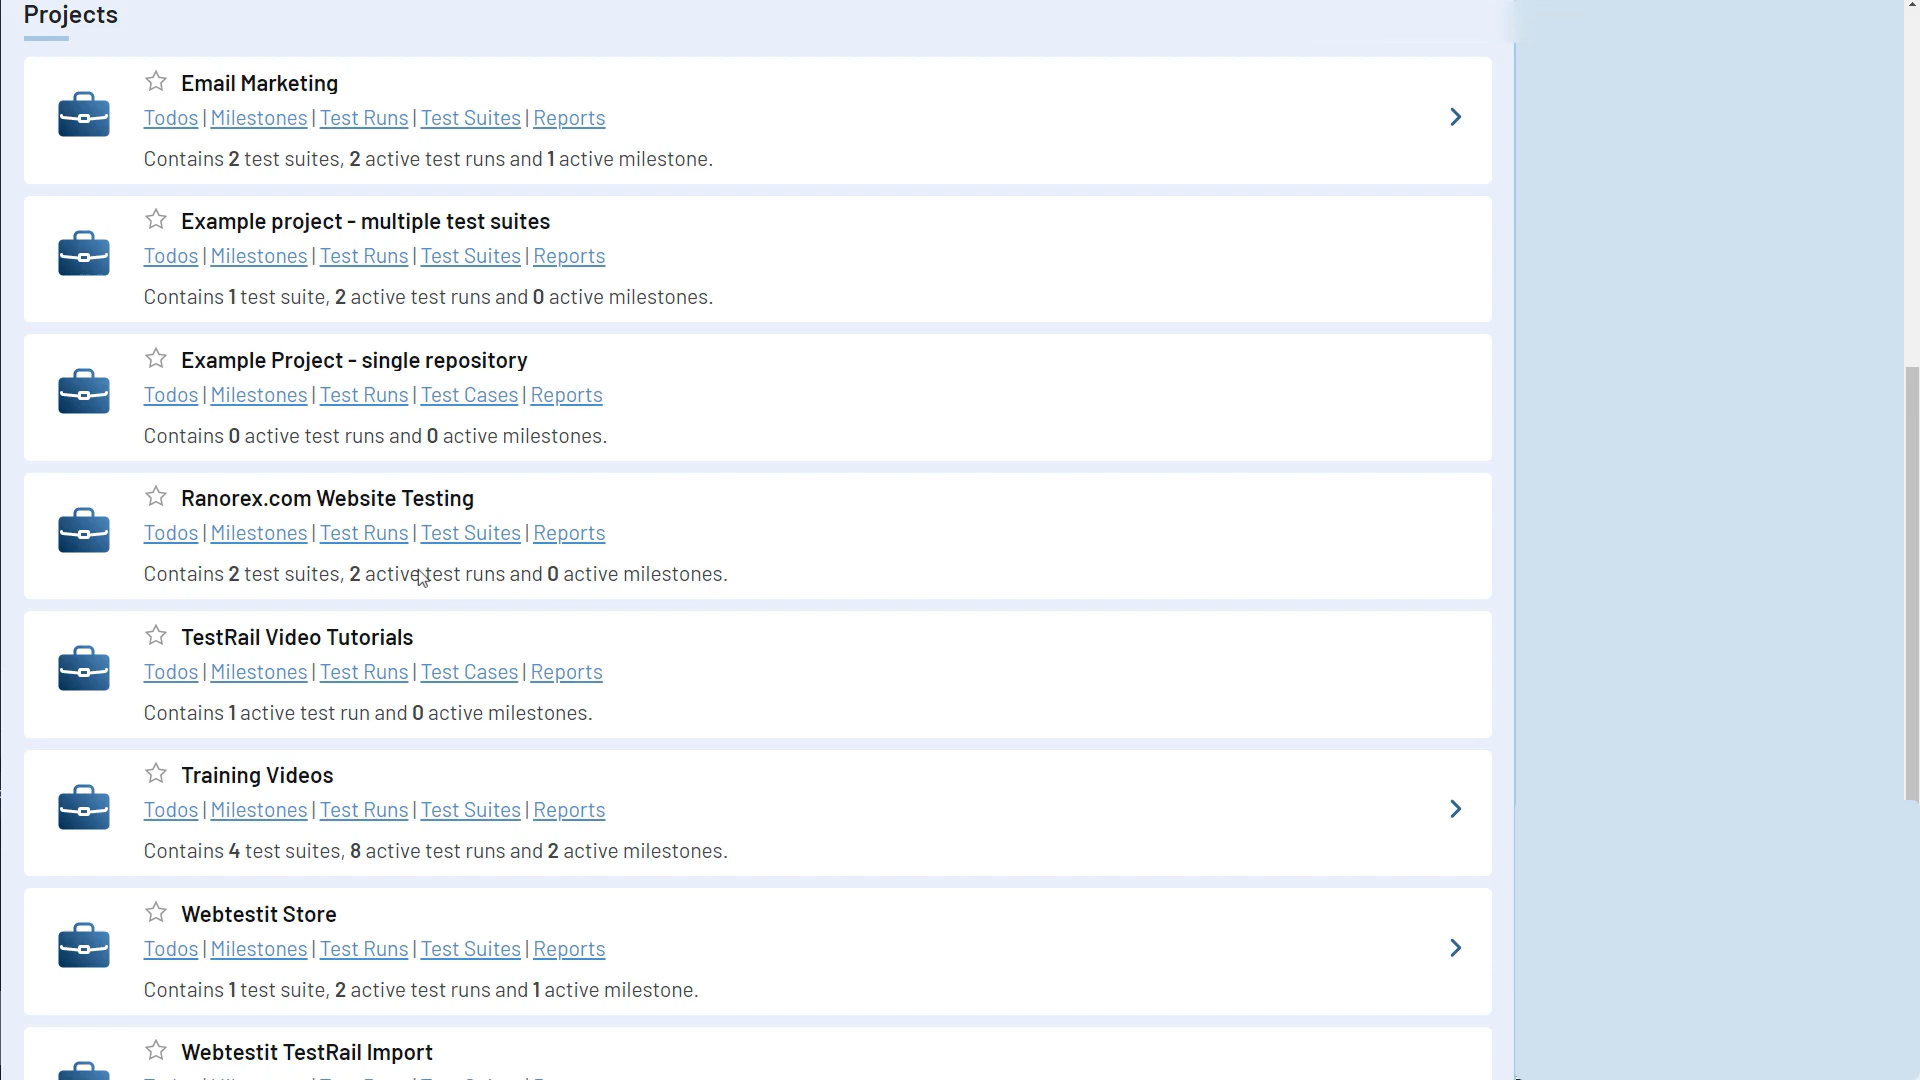 Projects
Email Marketing
Todos | Milestones | Test Runs | Test Suites | Reports
Contains 2 test suites, 2 active test runs and 1 active milestone.
Example project - multiple test suites
Todos | Milestones | Test Runs | Test Suites | Reports
Contains 1 test suite, 2 active test runs and 0 active milestones.
Example Project - single repository
Todos | Milestones | Test Runs | Test Cases | Reports
Contains 0 active test runs and 0 active milestones.
Ranorex.com Website Testing
Todos | Milestones | Test Runs | Test Suites | Reports
Contains 2 test suites, 2 active test runs and 0 active milestones.
TestRail Video Tutorials
Todos | Milestones | Test Runs | Test Cases | Reports
Contains 1 active test run and 0 active milestones.
Training Videos
Todos | Milestones | Test Runs | Test Suites | Reports
Contains 4 test suites, 8 active test runs and 2 active milestones.
Webtestit Store
Todos | Milestones | Test Runs | Test Suites | Reports
Contains 1 test suite, 2 active test runs and 1 active milestone.
Webtestit TestRail Import